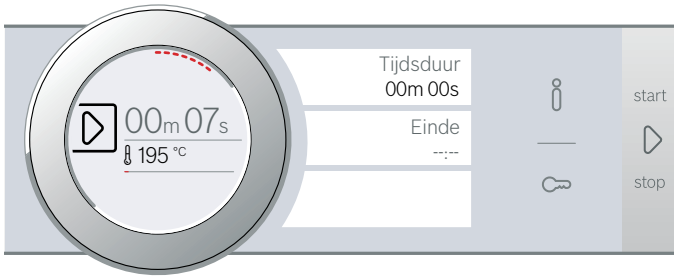 00m 07s
195 °C
Tijdsduur
00m 00s
Einde
--:--
start
stop